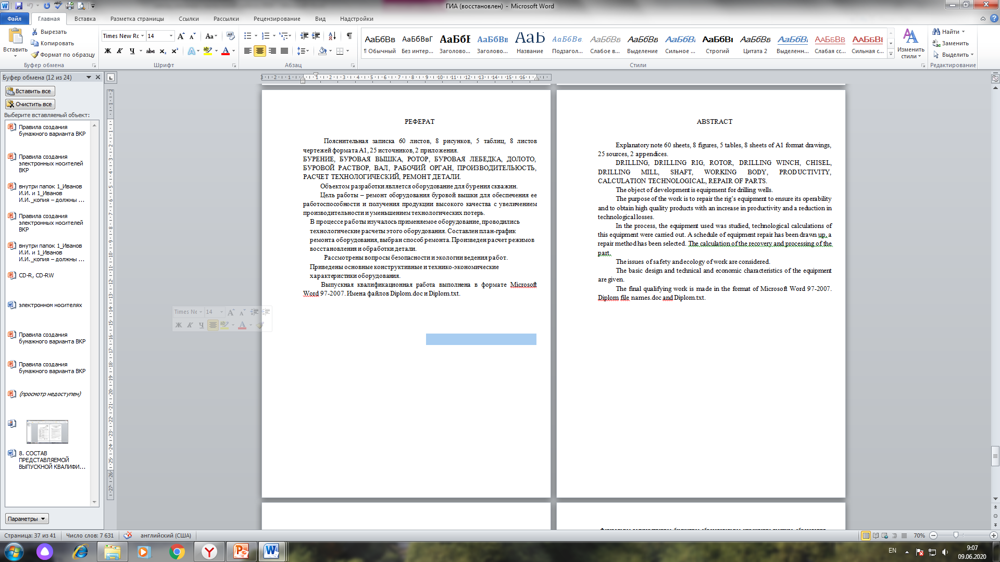 ГИА (восстановлен) - Microsoft Word
Файл Главная Вставка Разметка страницы Ссылки Рассылки Рецензирование Вид Надстройки
Вставить
Вырезать
Копировать
Формат по образцу
Буфер обмена
Times New Ro 14
Шрифт
Абзац
АаБбВв АаБбВвГ АаБбВ АаБбВв АаБ АаБбВв. АаБбВв АаБбВв АаБбВв АаБбВв АаБбВв АаБбВв АаБбВв АаБбВв
¶ Обычный Без интер... Заголово... Заголово... Название Подзагол... Слабое в... Выделение Сильное ... Строгий Цитата 2 Выделенн... Слабая сс... Сильная с...
Стили
Изменить стили
Найти
Заменить
Выделить
Редактирование
Буфер обмена (12 из 24)
Вставить все
Очистить все
Выберите вставляемый объект:
Правила создания
бумажного варианта ВКР
Правила создания
электронных носителей
ВКР
внутри папок 1_Иванов
И.И. и 1_Иванов
И.И._копия – должны ...
Правила создания
электронных носителей
ВКР
внутри папок 1_Иванов
И.И. и 1_Иванов
И.И._копия – должны ...
CD-R, CD-RW
электронном носителях
Правила создания
бумажного варианта ВКР
Правила создания
бумажного варианта ВКР
(просмотр недоступен)
8. СОСТАВ
ПРЕДСТАВЛЯЕМОЙ
ВЫПУСКНОЙ КВАЛИФИ...
Параметры
РЕФЕРАТ
Пояснительная записка 60 листов, 8 рисунков, 5 таблиц, 8 листов
чертежей формата А1, 25 источников, 2 приложения.
БУРЕНИЕ, БУРОВАЯ ВЫШКА, РОТОР, БУРОВАЯ ЛЕБЕДКА, ДОЛОТО,
БУРОВОЙ РАСТВОР, ВАЛ, РАБОЧИЙ ОРГАН, ПРОИЗВОДИТЕЛЬЮСТЬ,
РАСЧЕТ ТЕХНОЛОГИЧЕСКИЙ, РЕМОНТ ДЕТАЛИ.
Объектом разработки является оборудование для бурения скважин.
Цель работы – ремонт оборудования буровой вышки для обеспечения ее
работоспособности и получения продукции высокого качества с увеличением
производительности и уменьшением технологических потерь.
В процессе работы изучалось применяемое оборудование, проводились
технологические расчеты этого оборудования. Составлен план-график
ремонта оборудования, выбран способ ремонта. Произведен расчет режимов
восстановления и обработки детали.
Рассмотрены вопросы безопасности и экологии ведения работ.
Приведены основные конструктивные и технико-экономические
характеристики оборудования.
Выпускная квалификационная работа выполнена в формате Microsoft
Word 97-2007. Имена файлов Diplom.doc и Diplom.txt.
Times Ne 14
ABSTRACT
Explanatory note 60 sheets, 8 figures, 5 tables, 8 sheets of A1 format drawings,
25 sources, 2 appendices.
DRILLING, DRILLING RIG, ROTOR, DRILLING WINCH, CHISEL,
DRILLING MILL, SHAFT, WORKING BODY, PRODUCTIVITY,
CALCULATION TECHNOLOGICAL, REPAIR OF PARTS.
The object of development is equipment for drilling wells.
The purpose of the work is to repair the rig's equipment to ensure its operability
and to obtain high quality products with an increase in productivity and a reduction in
technological losses.
In the process, the equipment used was studied, technological calculations of
this equipment were carried out. A schedule of equipment repair has been drawn up, a
repair method has been selected. The calculation of the recovery and processing of the
part.
The issues of safety and ecology of work are considered.
The basic design and technical and economic characteristics of the equipment
are given.
The final qualifying work is made in the format of Microsoft Word 97-2007.
Diplom file names.doc and Diplom.txt.
Страница: 37 из 41 Число слов: 7 631 английский (США) 70%
EN
9:07
09.06.2020